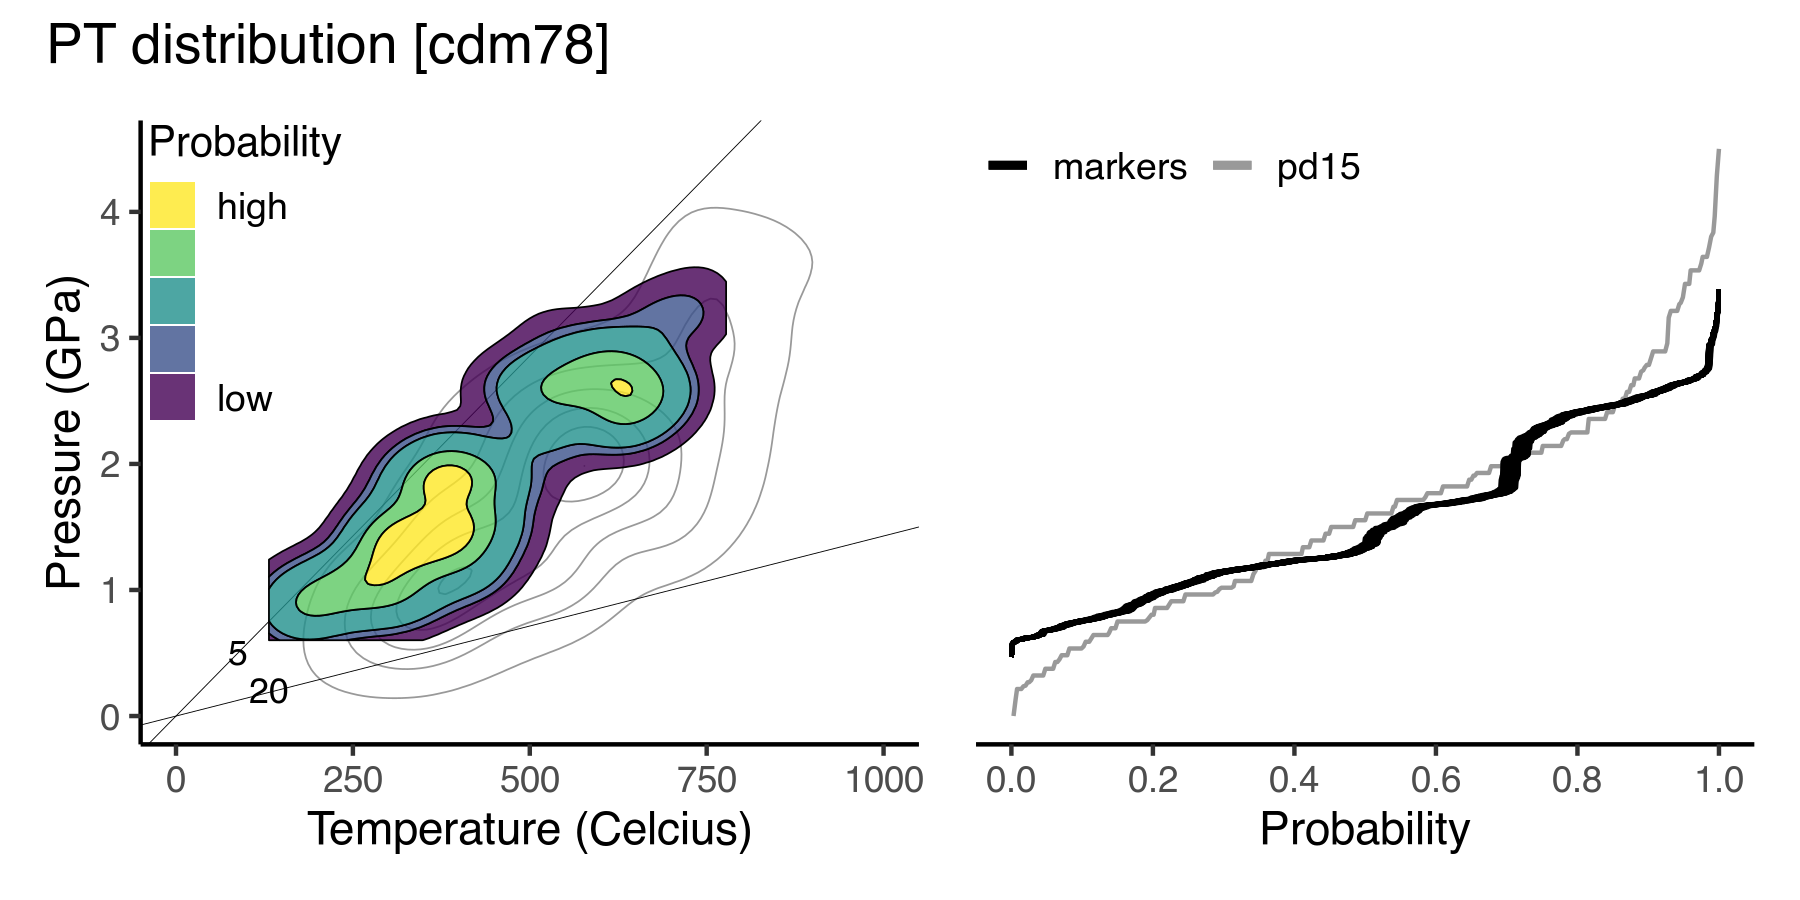 PT distribution [cdm78]
Probability
high
low
Pressure (GPa)
4
3
2
1
0
5
20
0 250 500 750 1000
Temperature (Celcius)
markers pd15
0.0 0.2 0.4 0.6 0.8 1.0
Probability